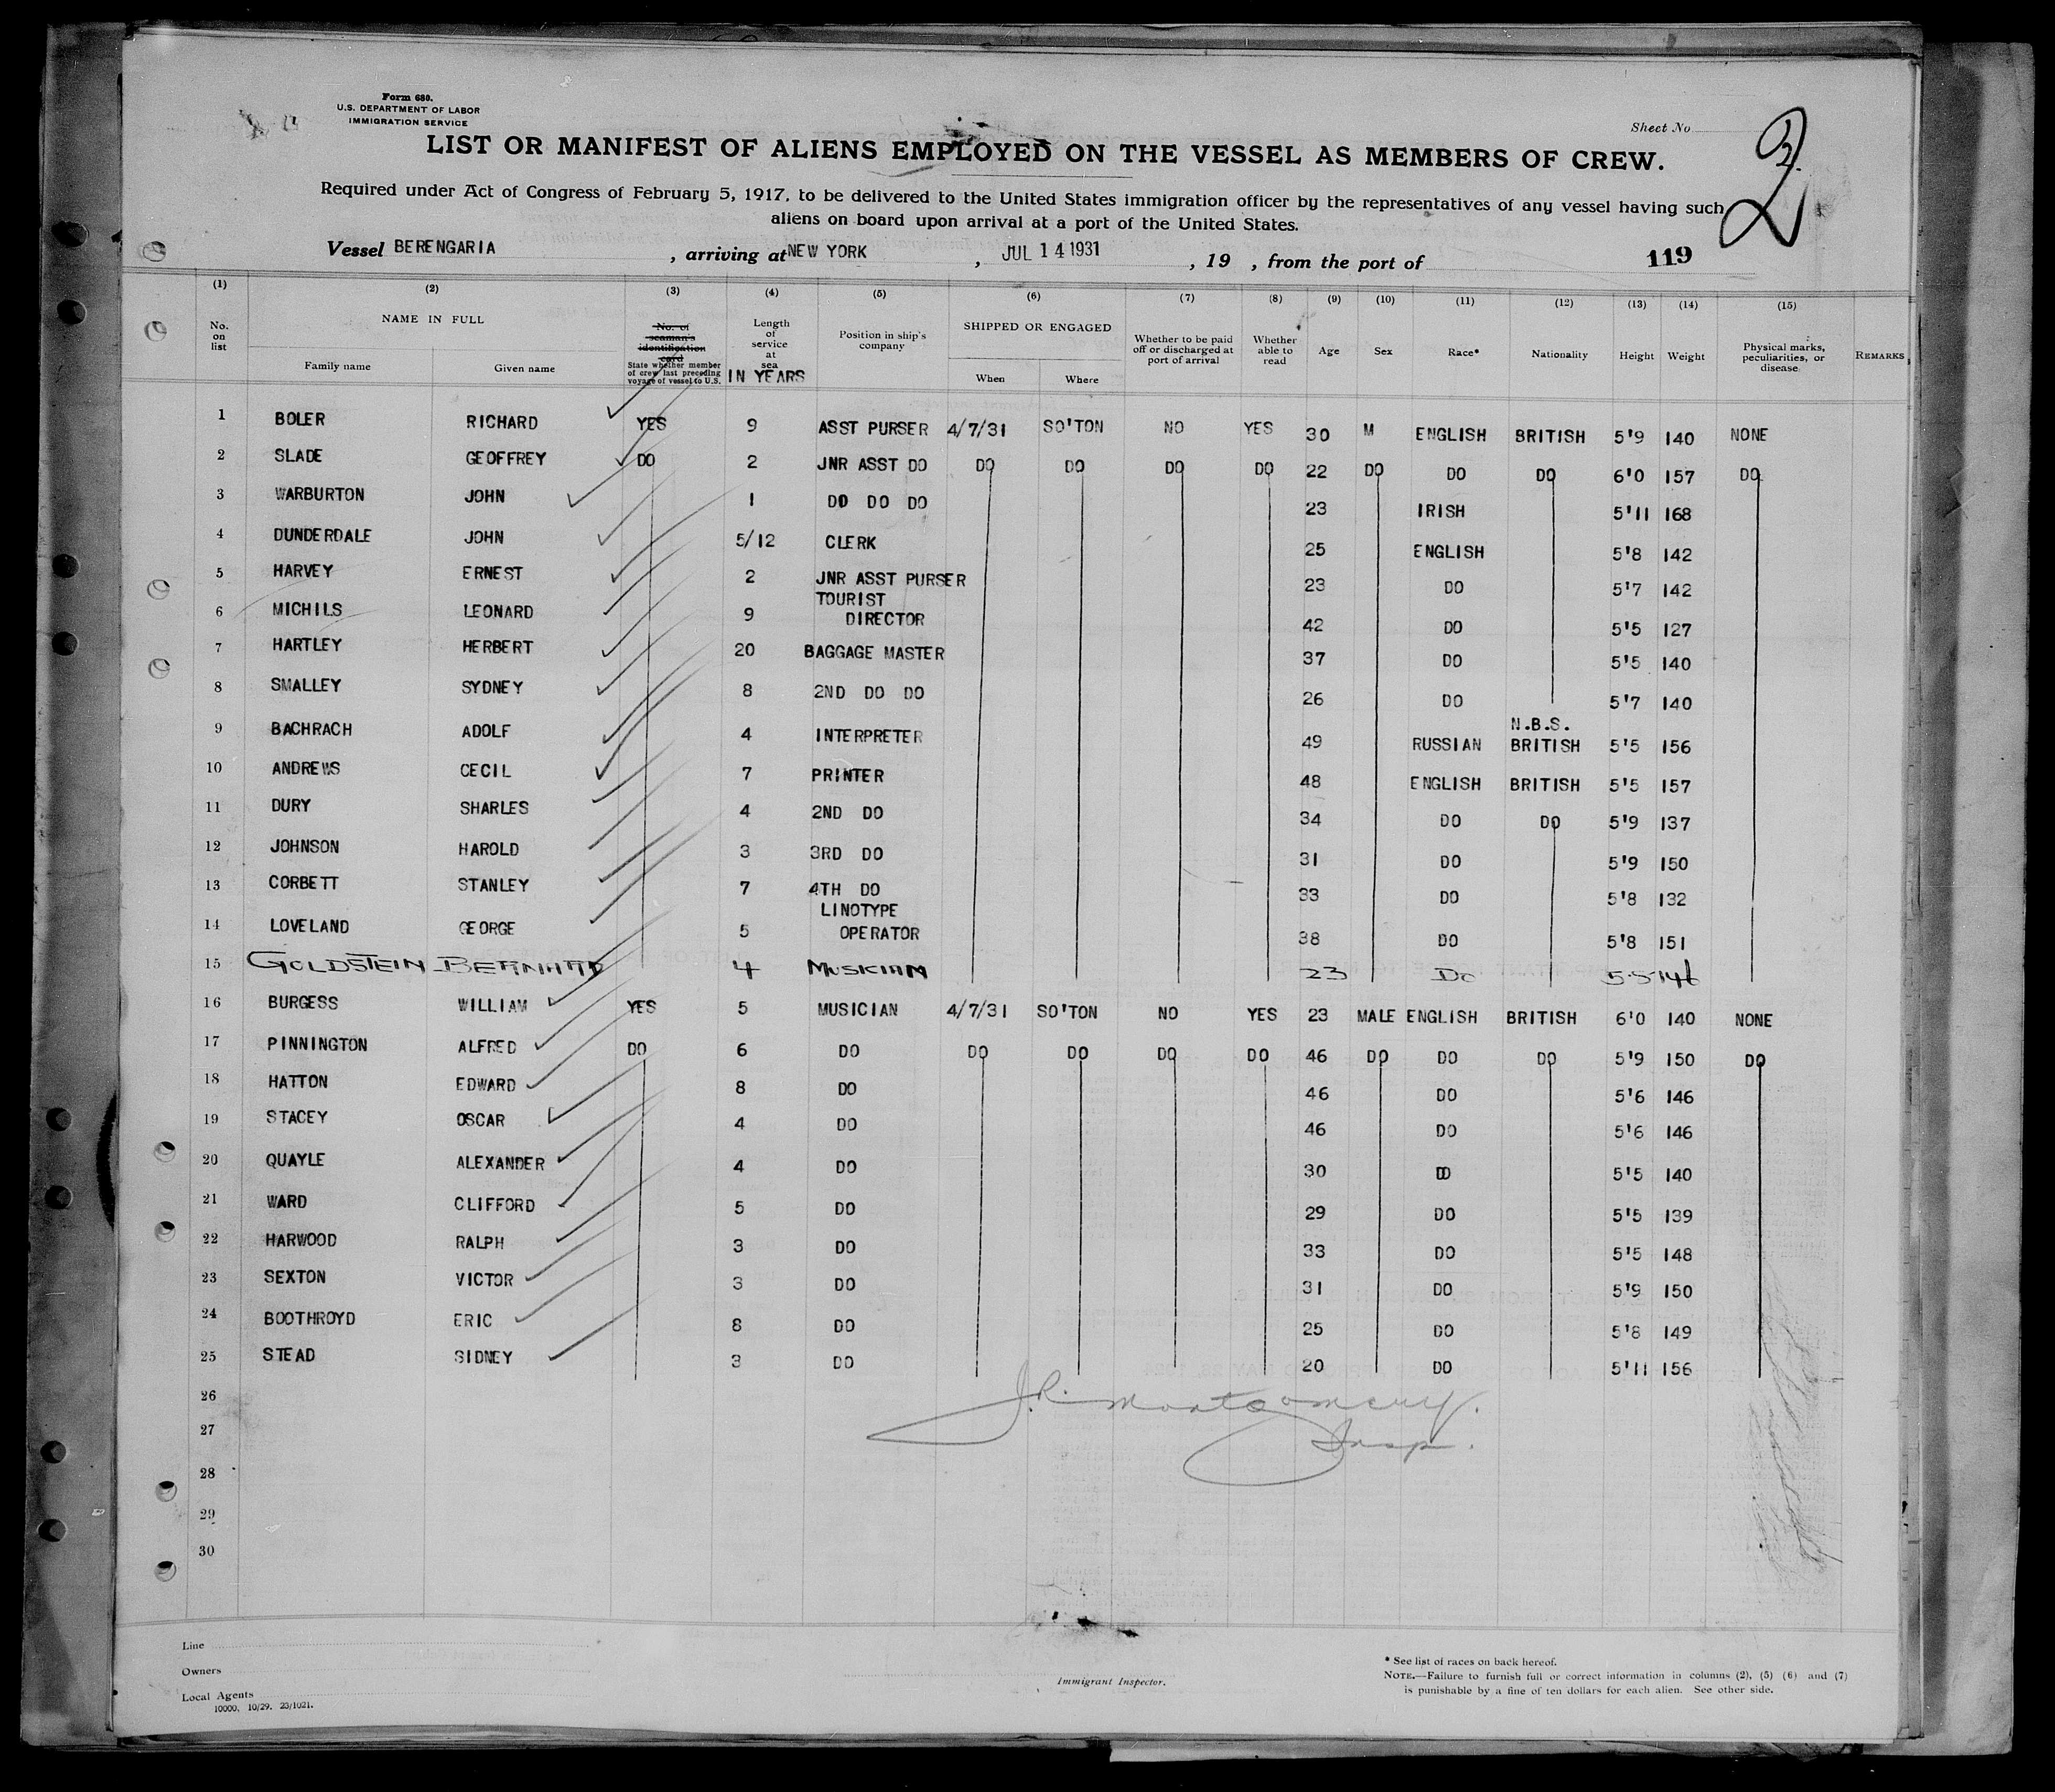 Form 680.
U.S. DEPARTMENT OF LABOR
IMMIGRATION SERVICE
Sheet No
2
LIST OR MANIFEST OF ALIENS EMPLOYED ON THE VESSEL AS MEMBERS OF CREW.
Required under Act of Congress of February 5, 1917, to be delivered to the United States immigration officer by the representatives of any vessel having such
aliens on board upon arrival at a port of the United States.
Vessel BERENGARIA , arriving at NEW YORK , JUL 14 1931 , 19 , from the port of 119
(1) (2) (3) (4) (5) (6) (7) (8) (9) (10) (11) (12) (13) (14) (15)
No. on list
NAME IN FULL
Family name Given name
No. of seaman's identification card
State whether member of crew last preceding voyage of vessel to U.S.
Length of service at sea
IN YEARS
Position in ship's company
SHIPPED OR ENGAGED
When Where
Whether to be paid off or discharged at port of arrival
Whether able to read
Age
Sex
Race*
Nationality
Height
Weight
Physical marks, peculiarities, or disease
REMARKS
1 BOLER RICHARD YES 9 ASST PURSER 4/7/31 SO'TON NO YES 30 M ENGLISH BRITISH 5'9 140 NONE
2 SLADE GEOFFREY DO 2 JNR ASST DO DO DO DO DO 22 DO DO DO 6'0 157 DO
3 WARBURTON JOHN 1 DO DO DO 23 IRISH 5'11 168
4 DUNDERDALE JOHN 5/12 CLERK 25 ENGLISH 5'8 142
5 HARVEY ERNEST 2 JNR ASST PURSER 23 DO 5'7 142
6 MICHILS LEONARD 9 TOURIST DIRECTOR 42 DO 5'5 127
7 HARTLEY HERBERT 20 BAGGAGE MASTER 37 DO 5'5 140
8 SMALLEY SYDNEY 8 2ND DO DO 26 DO 5'7 140
9 BACHRACH ADOLF 4 INTERPRETER 49 RUSSIAN N.B.S. BRITISH 5'5 156
10 ANDREWS CECIL 7 PRINTER 48 ENGLISH BRITISH 5'5 157
11 DURY SHARLES 4 2ND DO 34 DO DO 5'9 137
12 JOHNSON HAROLD 3 3RD DO 31 DO 5'9 150
13 CORBETT STANLEY 7 4TH DO 33 DO 5'8 132
14 LOVELAND GEORGE 5 LINOTYPE OPERATOR 38 DO 5'8 151
15 GOLDSTEIN BERNARD 4 MUSICIAN 23 Do 5-5 146
16 BURGESS WILLIAM YES 5 MUSICIAN 4/7/31 SO'TON NO YES 23 MALE ENGLISH BRITISH 6'0 140 NONE
17 PINNINGTON ALFRED DO 6 DO DO DO DO DO 46 DO DO DO 5'9 150 DO
18 HATTON EDWARD 8 DO 46 DO 5'6 146
19 STACEY OSCAR 4 DO 46 DO 5'6 146
20 QUAYLE ALEXANDER 4 DO 30 DO 5'5 140
21 WARD CLIFFORD 5 DO 29 DO 5'5 139
22 HARWOOD RALPH 3 DO 33 DO 5'5 148
23 SEXTON VICTOR 3 DO 31 DO 5'9 150
24 BOOTHROYD ERIC 8 DO 25 DO 5'8 149
25 STEAD SIDNEY 3 DO 20 DO 5'11 156
26
J.R. Montgomery.
27
Insp.
28
29
30
Line
Owners
Local Agents
10000, 10/29. 23/1021.
Immigrant Inspector.
* See list of races on back hereof.
NOTE.—Failure to furnish full or correct information in columns (2), (5) (6) and (7)
is punishable by a fine of ten dollars for each alien. See other side.